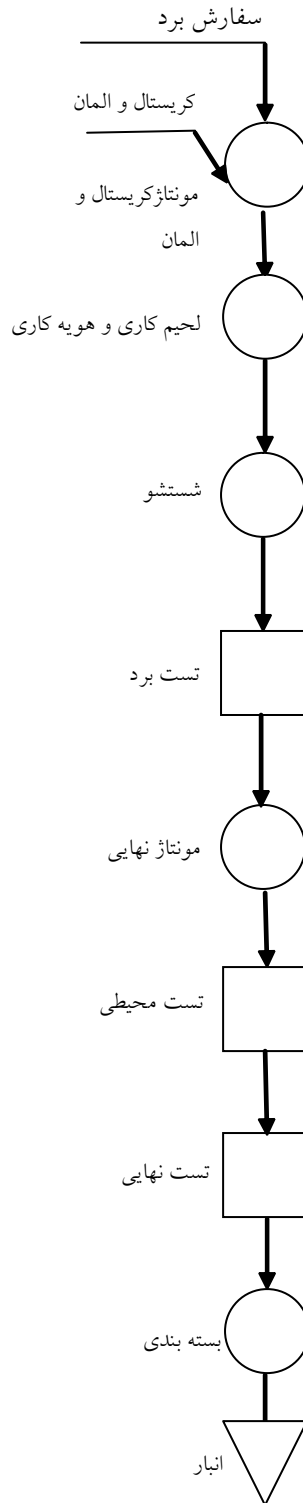 سفارش برد
کریستال و المان
مونتاژکریستال و
المان
لحیم کاری و هویه کاری
شستشو
تست برد
مونتاژ نهایی
تست محیطی
تست نهایی
بسته بندی
انبار